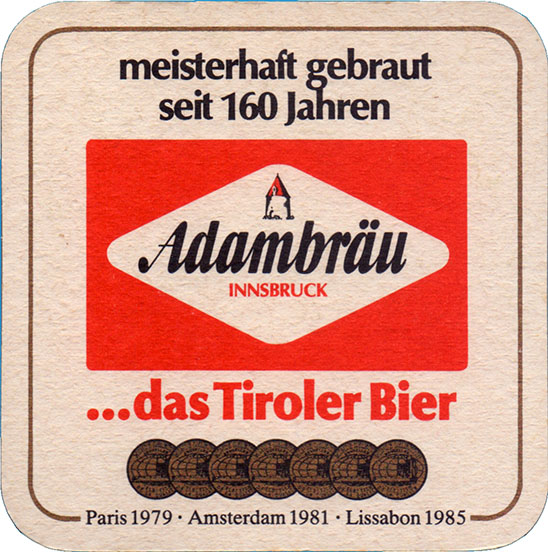 meisterhaft gebraut
seit 160 Jahren
Adambräu
INNSBRUCK
...das Tiroler Bier
Paris 1979 · Amsterdam 1981 · Lissabon 1985